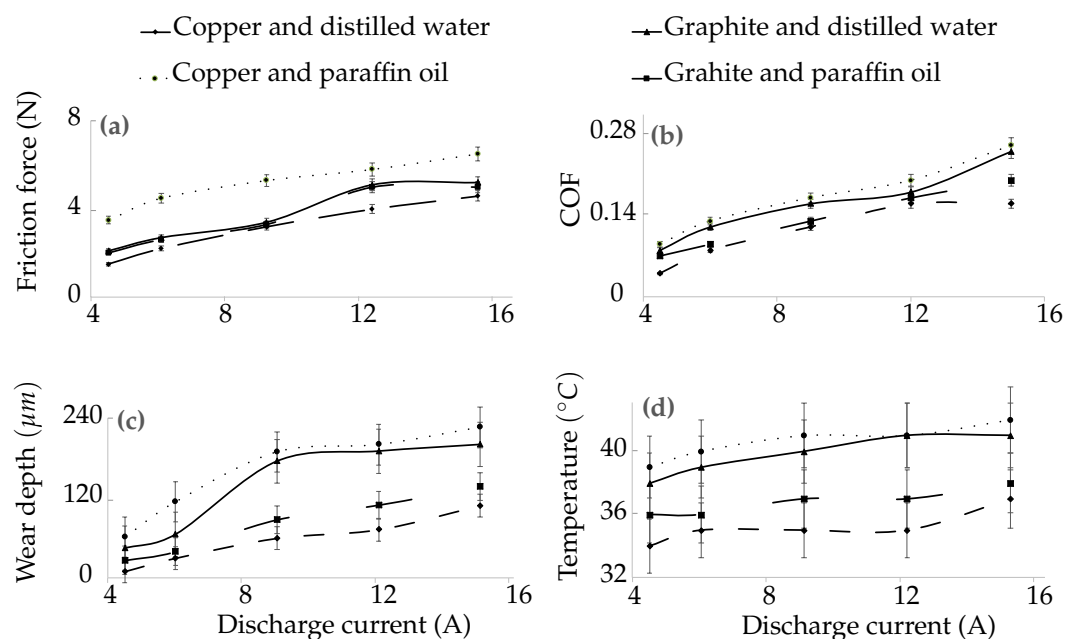 Copper and distilled water
Graphite and distilled water
Copper and paraffin oil
Grahite and paraffin oil
(a)
Friction force (N)
8
4
0
4 8 12 16
(b)
COF
0.28
0.14
0
4 8 12 16
(c)
Wear depth (μm)
240
120
0
4 8 12 16
Discharge current (A)
(d)
Temperature (°C)
40
36
32
4 8 12 16
Discharge current (A)